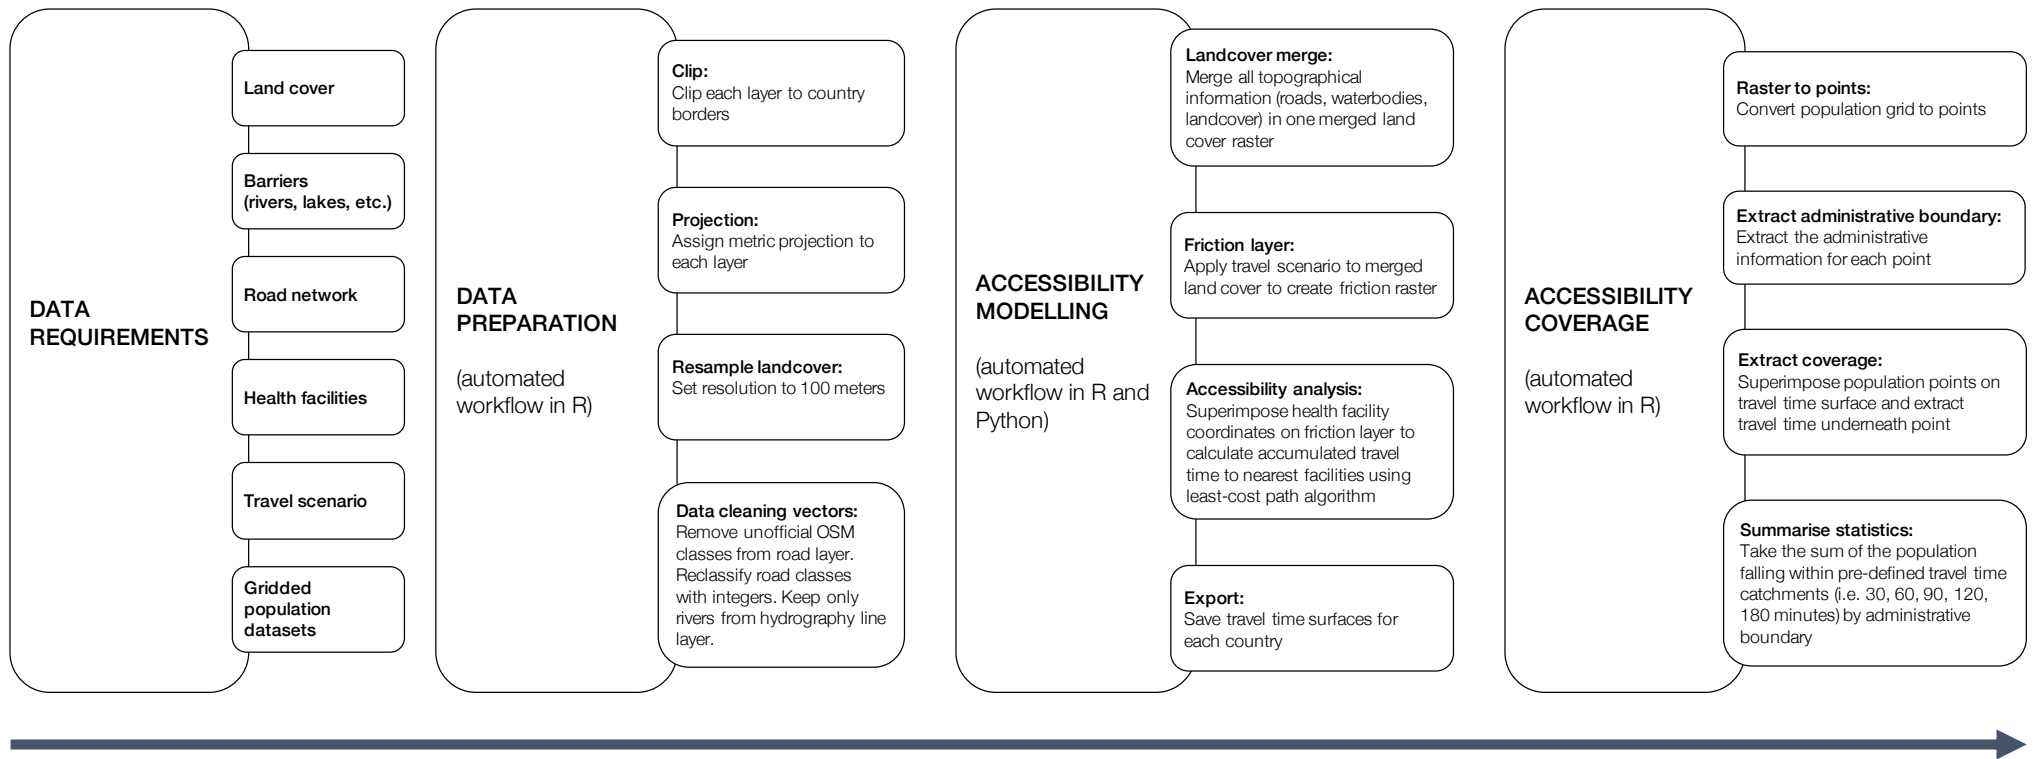 DATA
REQUIREMENTS
Land cover
Barriers
(rivers, lakes, etc.)
Road network
Health facilities
Travel scenario
Gridded
population
datasets
DATA
PREPARATION
(automated
workflow in R)
Clip:
Clip each layer to country
borders
Projection:
Assign metric projection to
each layer
Resample landcover:
Set resolution to 100 meters
Data cleaning vectors:
Remove unofficial OSM
classes from road layer.
Reclassify road classes
with integers. Keep only
rivers from hydrography line
layer.
ACCESSIBILITY
MODELLING
(automated
workflow in R and
Python)
Landcover merge:
Merge all topographical
information (roads, waterbodies,
landcover) in one merged land
cover raster
Friction layer:
Apply travel scenario to merged
land cover to create friction raster
Accessibility analysis:
Superimpose health facility
coordinates on friction layer to
calculate accumulated travel
time to nearest facilities using
least-cost path algorithm
Export:
Save travel time surfaces for
each country
ACCESSIBILITY
COVERAGE
(automated
workflow in R)
Raster to points:
Convert population grid to points
Extract administrative boundary:
Extract the administrative
information for each point
Extract coverage:
Superimpose population points on
travel time surface and extract
travel time underneath point
Summarise statistics:
Take the sum of the population
falling within pre-defined travel time
catchments (i.e. 30, 60, 90, 120,
180 minutes) by administrative
boundary